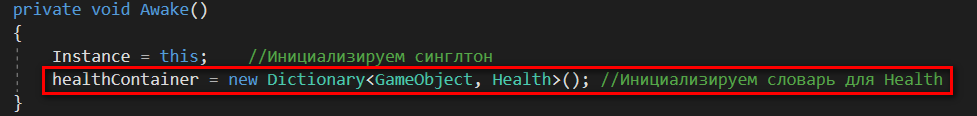 private void Awake()
{
Instance = this; //Инициализируем синглтон
healthContainer = new Dictionary<GameObject, Health>(); //Инициализируем словарь для Health
}